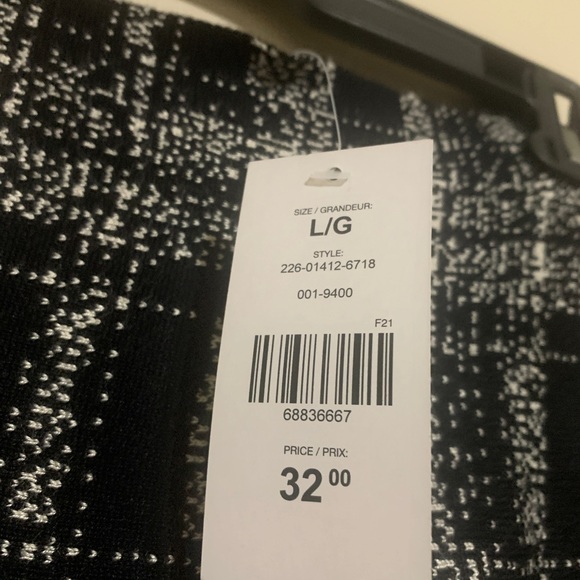 SIZE / GRANDEUR:
L/G
STYLE:
226-01412-6718
001-9400
F21
68836667
PRICE / PRIX:
32 00